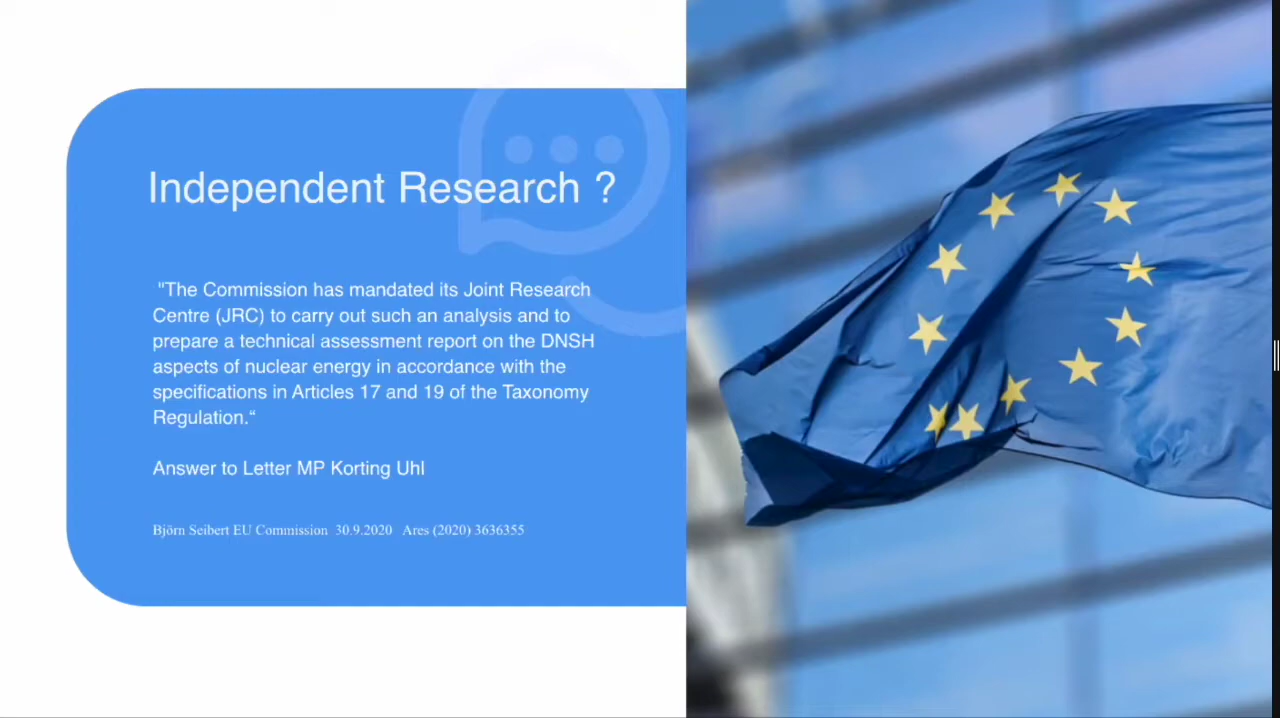 Independent Research ?
"The Commission has mandated its Joint Research
Centre (JRC) to carry out such an analysis and to
prepare a technical assessment report on the DNSH
aspects of nuclear energy in accordance with the
specifications in Articles 17 and 19 of the Taxonomy
Regulation.“
Answer to Letter MP Korting Uhl
Björn Seibert EU Commission 30.9.2020 Ares (2020) 3636355